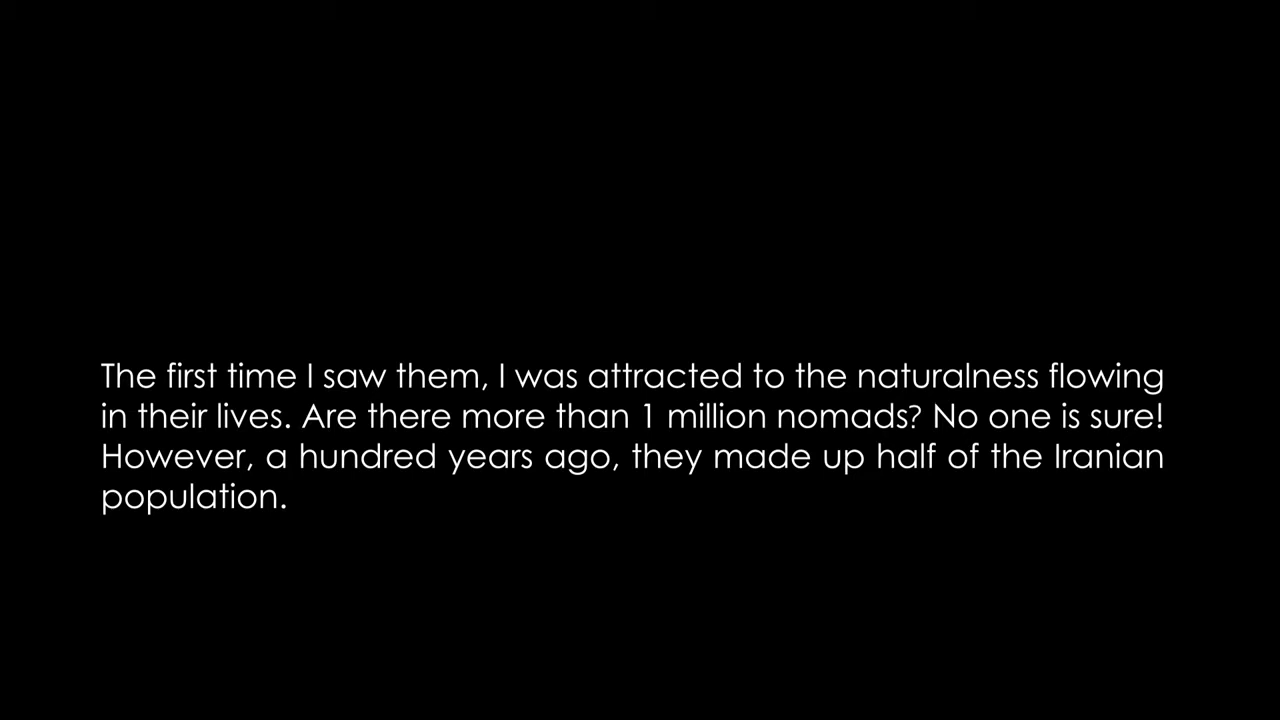 The first time I saw them, I was attracted to the naturalness flowing
in their lives. Are there more than 1 million nomads? No one is sure!
However, a hundred years ago, they made up half of the Iranian
population.